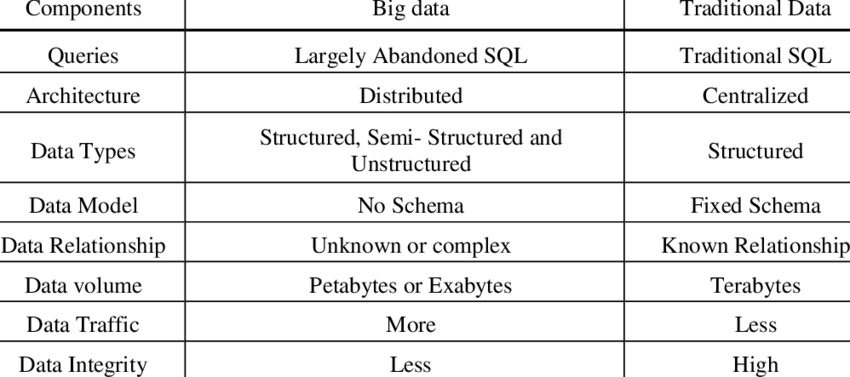 Components Big data Traditional Data
Queries Largely Abandoned SQL Traditional SQL
Architecture Distributed Centralized
Data Types Structured, Semi- Structured and Unstructured Structured
Data Model No Schema Fixed Schema
Data Relationship Unknown or complex Known Relationship
Data volume Petabytes or Exabytes Terabytes
Data Traffic More Less
Data Integrity Less High